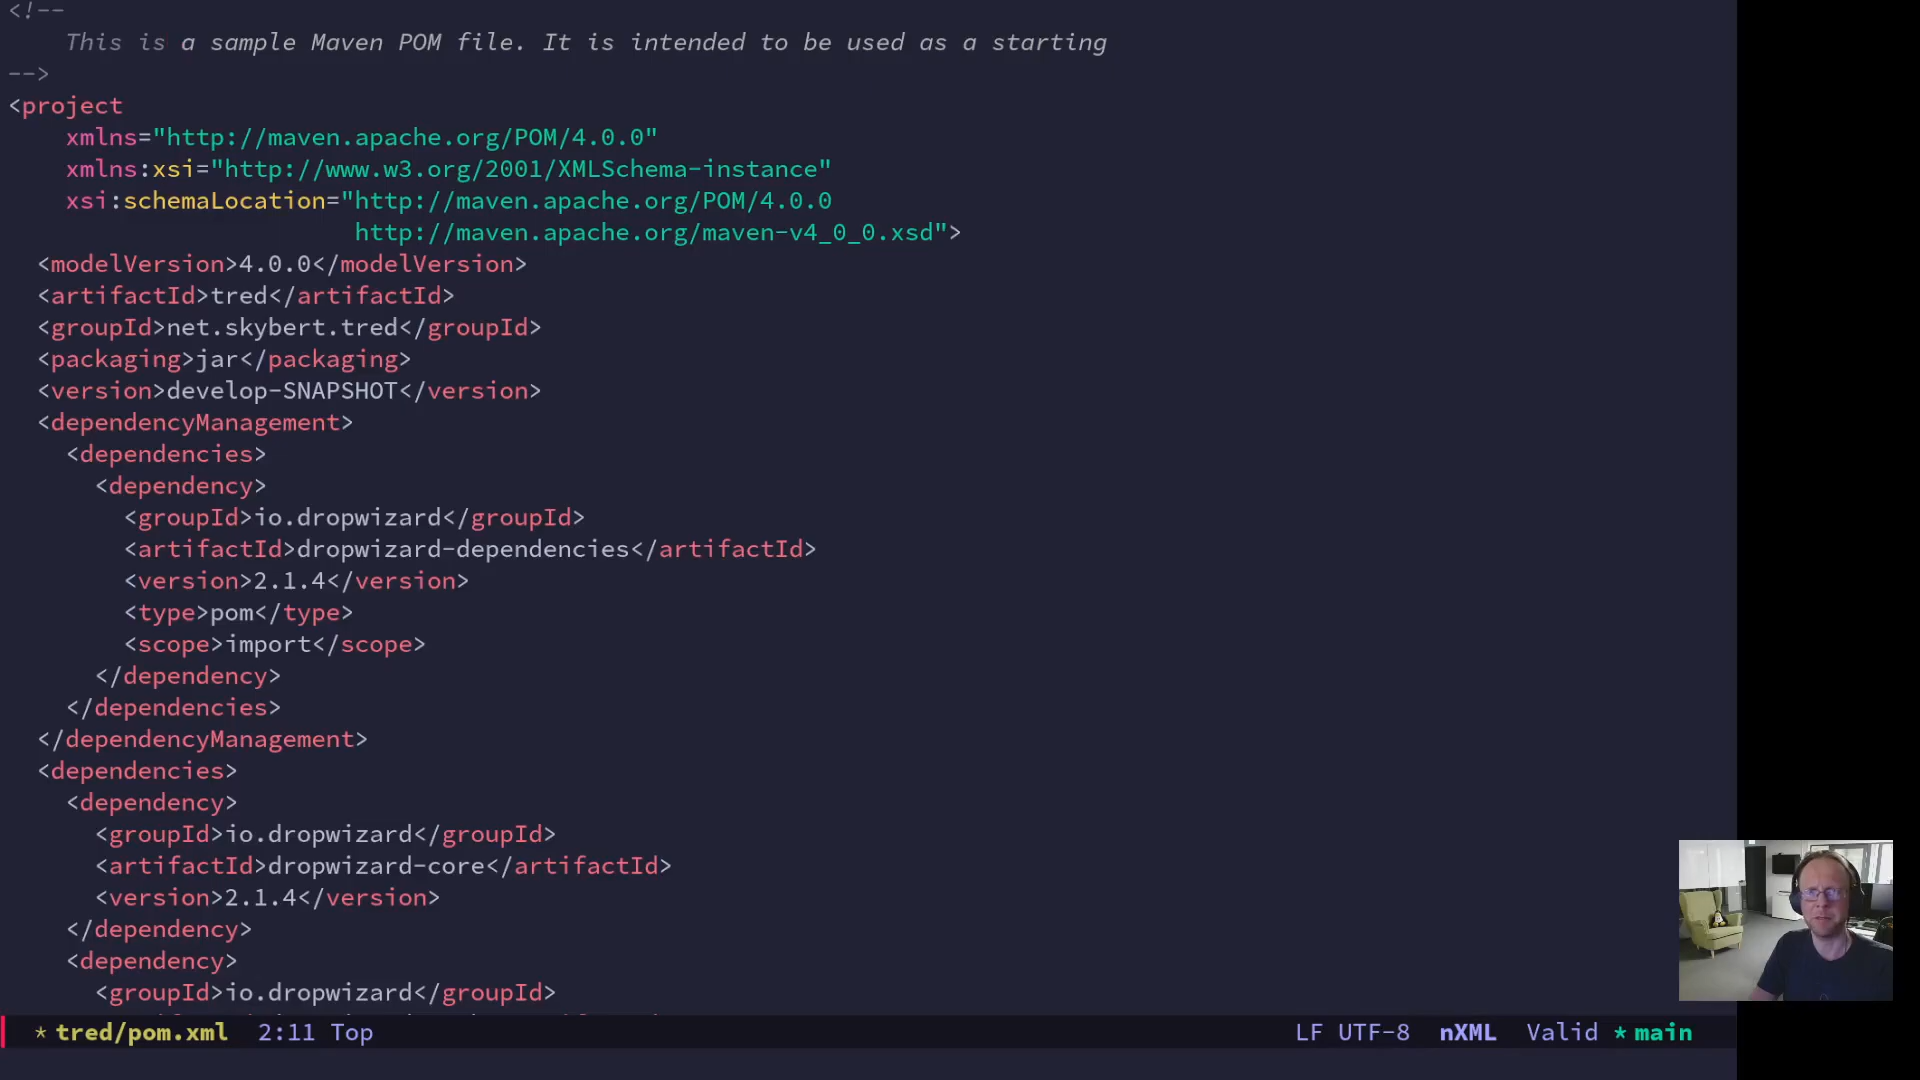 <!--
    This is a sample Maven POM file. It is intended to be used as a starting
-->
<project
    xmlns="http://maven.apache.org/POM/4.0.0"
    xmlns:xsi="http://www.w3.org/2001/XMLSchema-instance"
    xsi:schemaLocation="http://maven.apache.org/POM/4.0.0
                        http://maven.apache.org/maven-v4_0_0.xsd">
  <modelVersion>4.0.0</modelVersion>
  <artifactId>tred</artifactId>
  <groupId>net.skybert.tred</groupId>
  <packaging>jar</packaging>
  <version>develop-SNAPSHOT</version>
  <dependencyManagement>
    <dependencies>
      <dependency>
        <groupId>io.dropwizard</groupId>
        <artifactId>dropwizard-dependencies</artifactId>
        <version>2.1.4</version>
        <type>pom</type>
        <scope>import</scope>
      </dependency>
    </dependencies>
  </dependencyManagement>
  <dependencies>
    <dependency>
      <groupId>io.dropwizard</groupId>
      <artifactId>dropwizard-core</artifactId>
      <version>2.1.4</version>
    </dependency>
    <dependency>
      <groupId>io.dropwizard</groupId>
* tred/pom.xml  2:11 Top  LF UTF-8  nXML  Valid *main